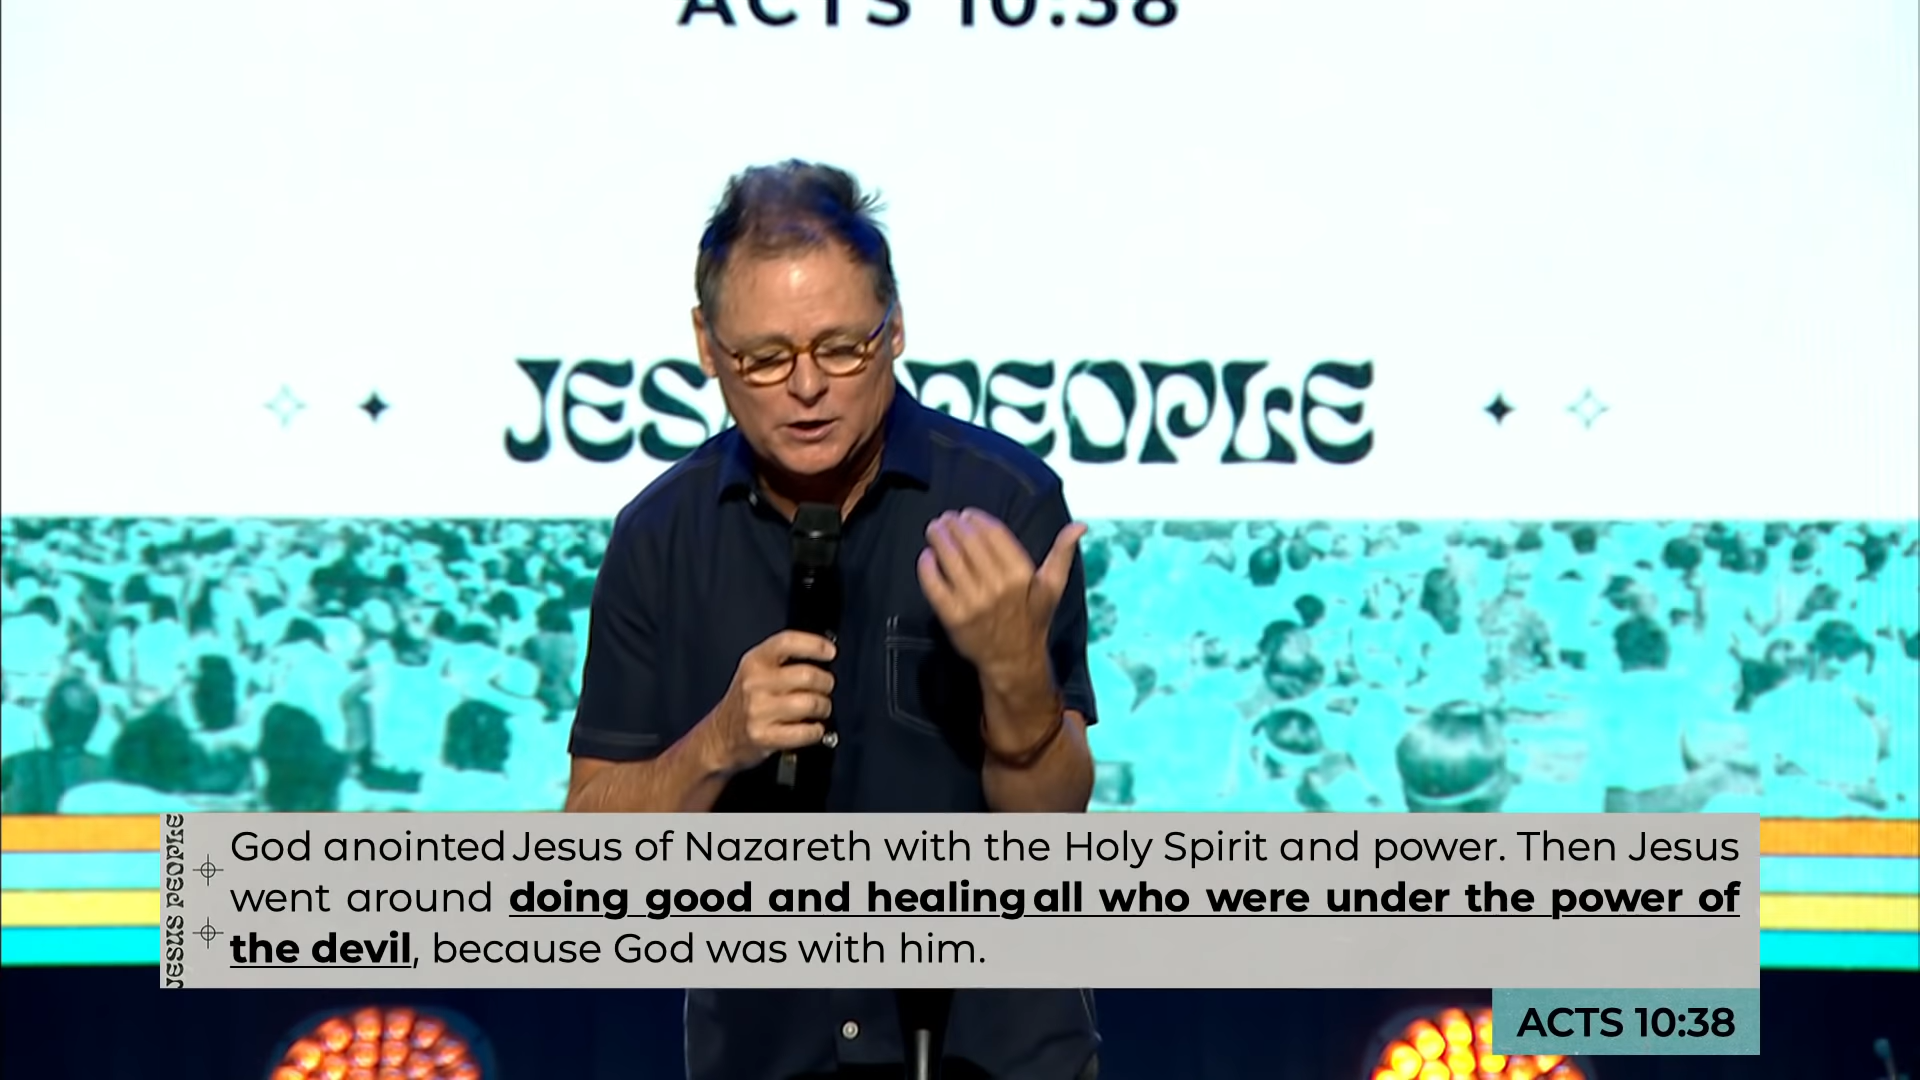 ACTS 10:38
JES PEOPLE
JESUS PEOPLE
God anointed Jesus of Nazareth with the Holy Spirit and power. Then Jesus
went around doing good and healing all who were under the power of
the devil, because God was with him.
ACTS 10:38